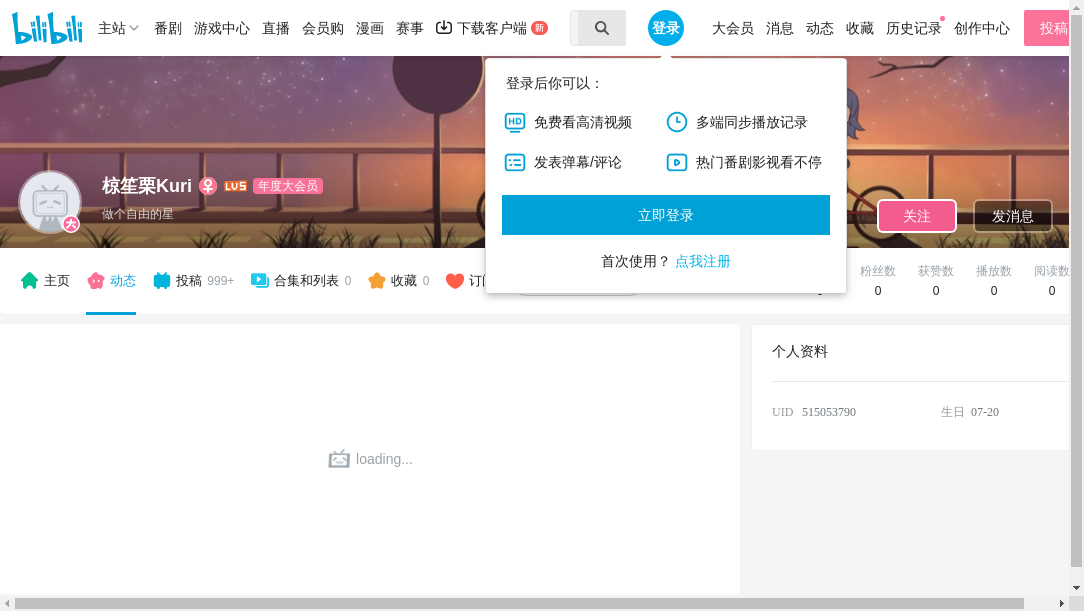 bilibili 主站 番剧 游戏中心 直播 会员购 漫画 赛事 下载客户端 新 登录 大会员 消息 动态 收藏 历史记录 创作中心 投稿
登录后你可以：
HD 免费看高清视频 多端同步播放记录
发表弹幕/评论 热门番剧影视看不停
立即登录
首次使用？ 点我注册
椋笙栗Kuri LV5 年度大会员
大
做个自由的星
关注 发消息
主页 动态 投稿 999+ 合集和列表 0 收藏 0
粉丝数 获赞数 播放数 阅读数
0 0 0 0
loading...
个人资料
UID 515053790 生日 07-20